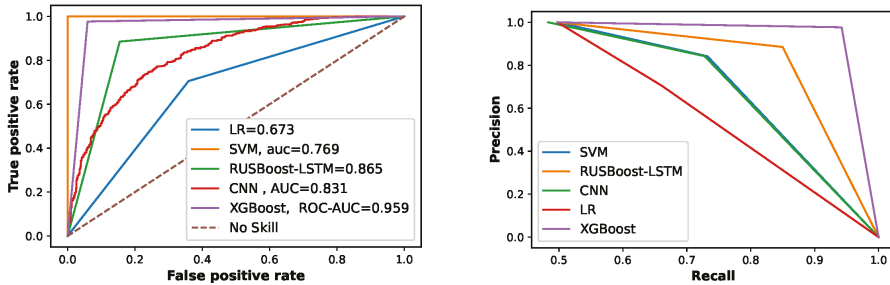 True positive rate
1.0
0.8
0.6
0.4
0.2
0.0
LR=0.673
SVM, auc=0.769
RUSBoost-LSTM=0.865
CNN , AUC=0.831
XGBoost, ROC-AUC=0.959
No Skill
0.0 0.2 0.4 0.6 0.8 1.0
False positive rate
Precision
1.0
0.8
0.6
0.4
0.2
0.0
SVM
RUSBoost-LSTM
CNN
LR
XGBoost
0.5 0.6 0.7 0.8 0.9 1.0
Recall